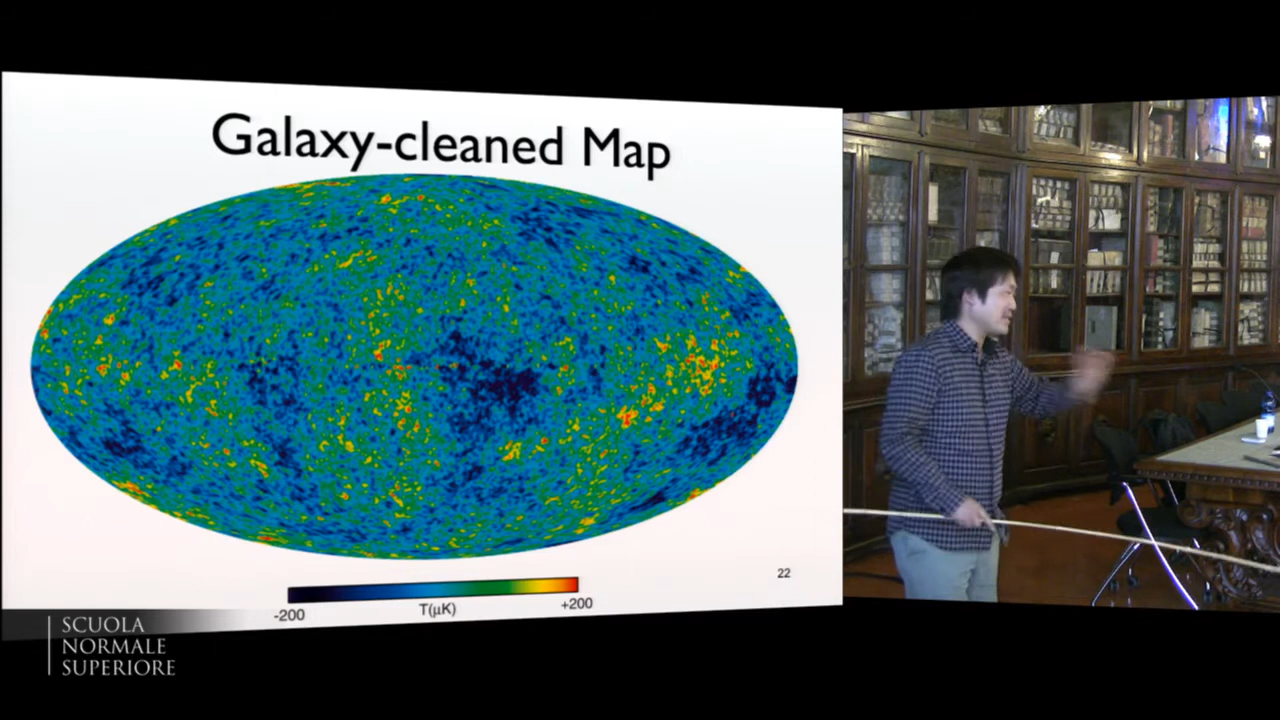 Galaxy-cleaned Map
22
-200 T(μK) +200
SCUOLA
NORMALE
SUPERIORE